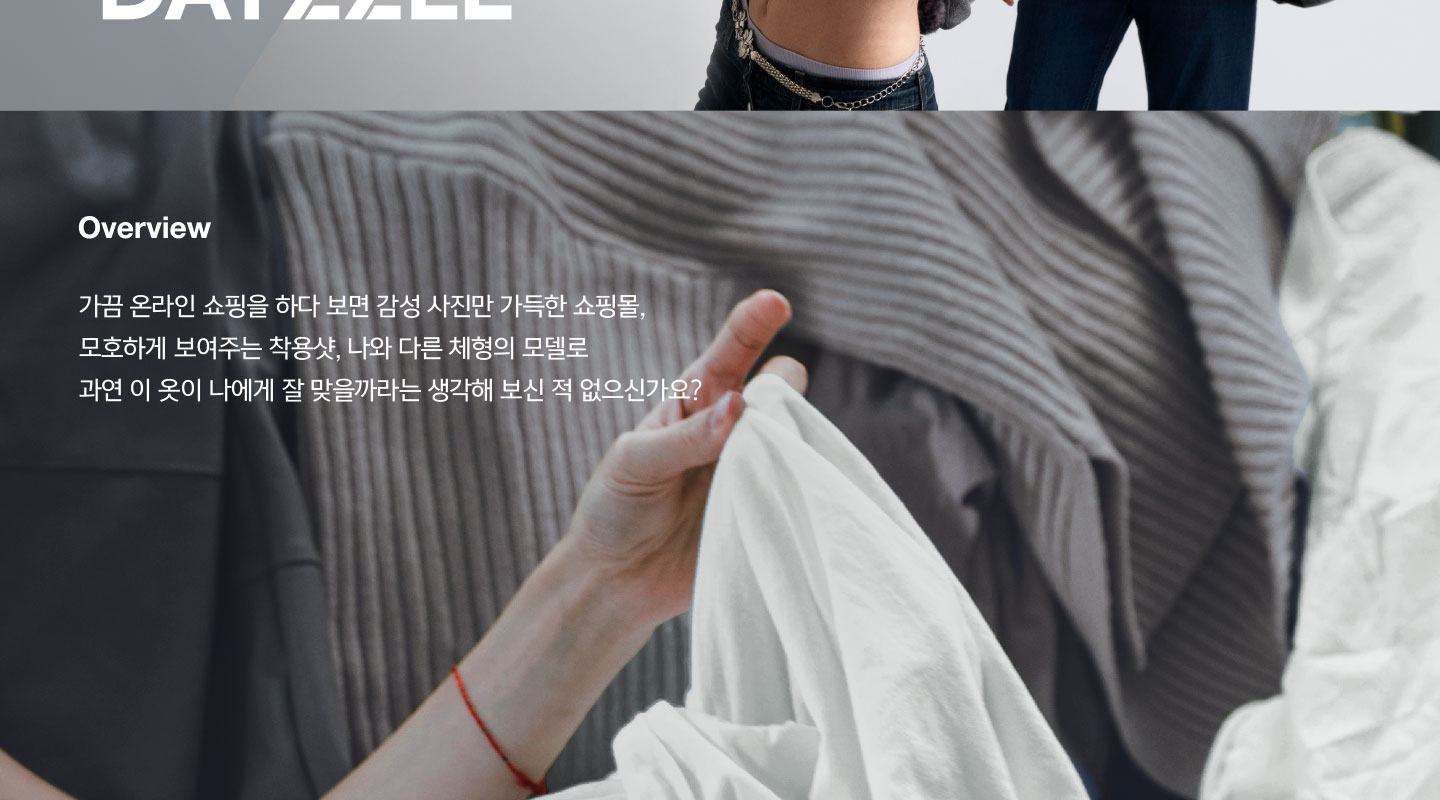 Overview
가끔 온라인 쇼핑을 하다 보면 감성 사진만 가득한 쇼핑몰,
모호하게 보여주는 착용샷, 나와 다른 체형의 모델로
과연 이 옷이 나에게 잘 맞을까라는 생각해 보신 적 없으신가요?